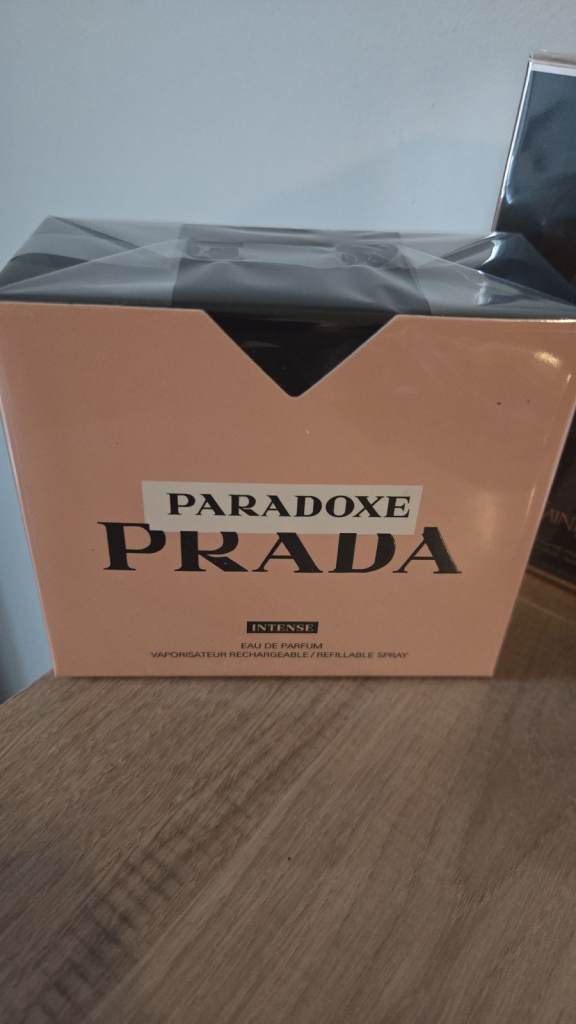 PARADOXE
PRADA
INTENSE
EAU DE PARFUM
VAPORISATEUR RECHARGEABLE / REFILLABLE SPRAY